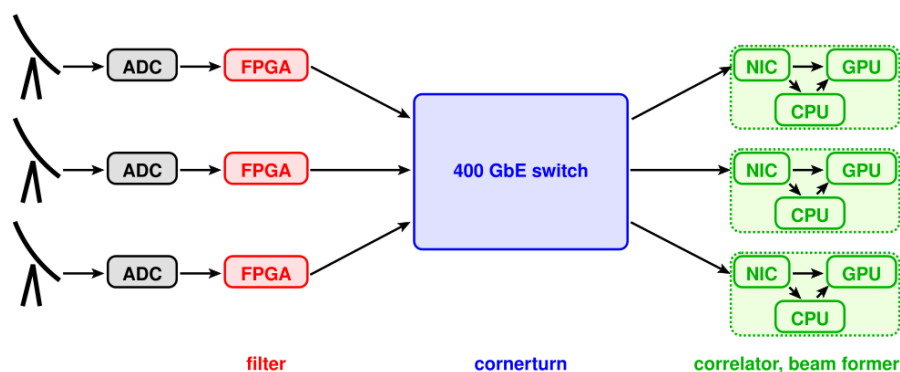 ADC
FPGA
NIC
GPU
CPU
ADC
FPGA
400 GbE switch
NIC
GPU
CPU
ADC
FPGA
NIC
GPU
CPU
filter
cornerturn
correlator, beam former